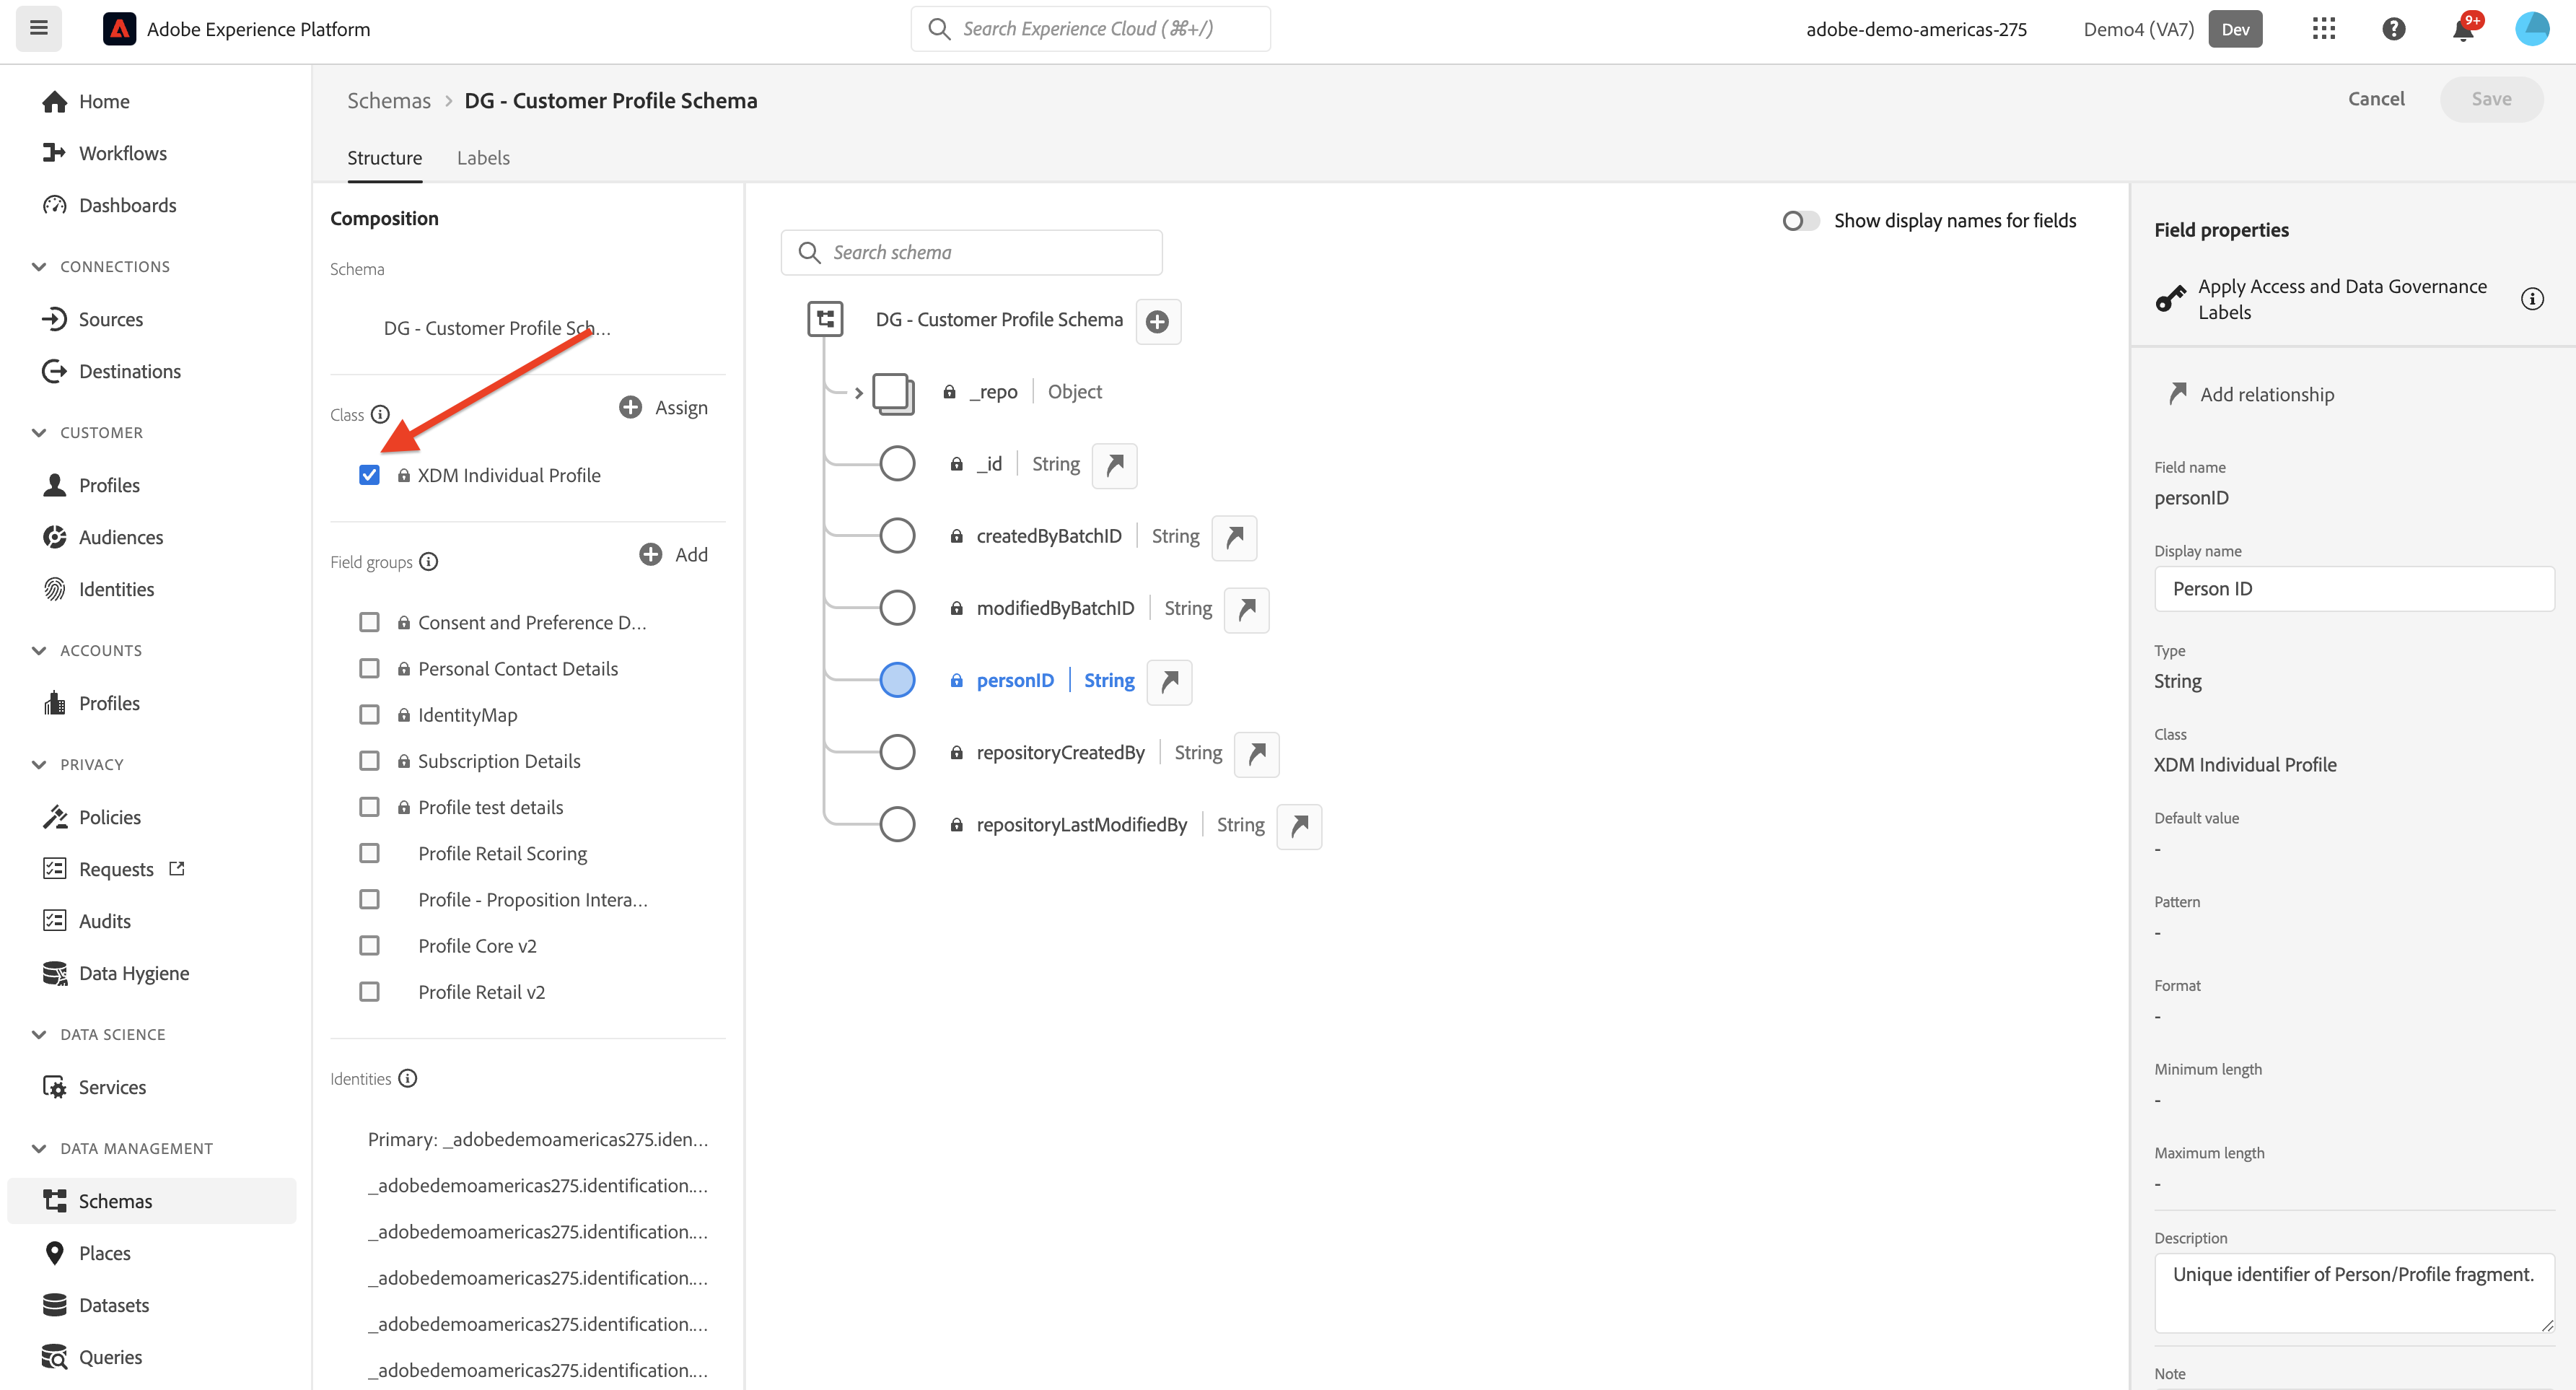 Adobe Experience Platform
Search Experience Cloud (⌘+/)
adobe-demo-americas-275
Demo4 (VA7)
Dev
9+
Home
Workflows
Dashboards
CONNECTIONS
Sources
Destinations
CUSTOMER
Profiles
Audiences
Identities
ACCOUNTS
Profiles
PRIVACY
Policies
Requests
Audits
Data Hygiene
DATA SCIENCE
Services
DATA MANAGEMENT
Schemas
Places
Datasets
Queries
Schemas > DG - Customer Profile Schema
Cancel
Save
Structure
Labels
Composition
Schema
DG - Customer Profile Sch...
Class
Assign
XDM Individual Profile
Field groups
Add
Consent and Preference D...
Personal Contact Details
IdentityMap
Subscription Details
Profile test details
Profile Retail Scoring
Profile - Proposition Intera...
Profile Core v2
Profile Retail v2
Identities
Primary: _adobedemoamericas275.iden...
_adobedemoamericas275.identification....
_adobedemoamericas275.identification....
_adobedemoamericas275.identification....
_adobedemoamericas275.identification....
_adobedemoamericas275.identification....
Show display names for fields
Search schema
DG - Customer Profile Schema
_repo | Object
_id | String
createdByBatchID | String
modifiedByBatchID | String
personID | String
repositoryCreatedBy | String
repositoryLastModifiedBy | String
Field properties
Apply Access and Data Governance
Labels
Add relationship
Field name
personID
Display name
Person ID
Type
String
Class
XDM Individual Profile
Default value
-
Pattern
-
Format
-
Minimum length
-
Maximum length
-
Description
Unique identifier of Person/Profile fragment.
Note